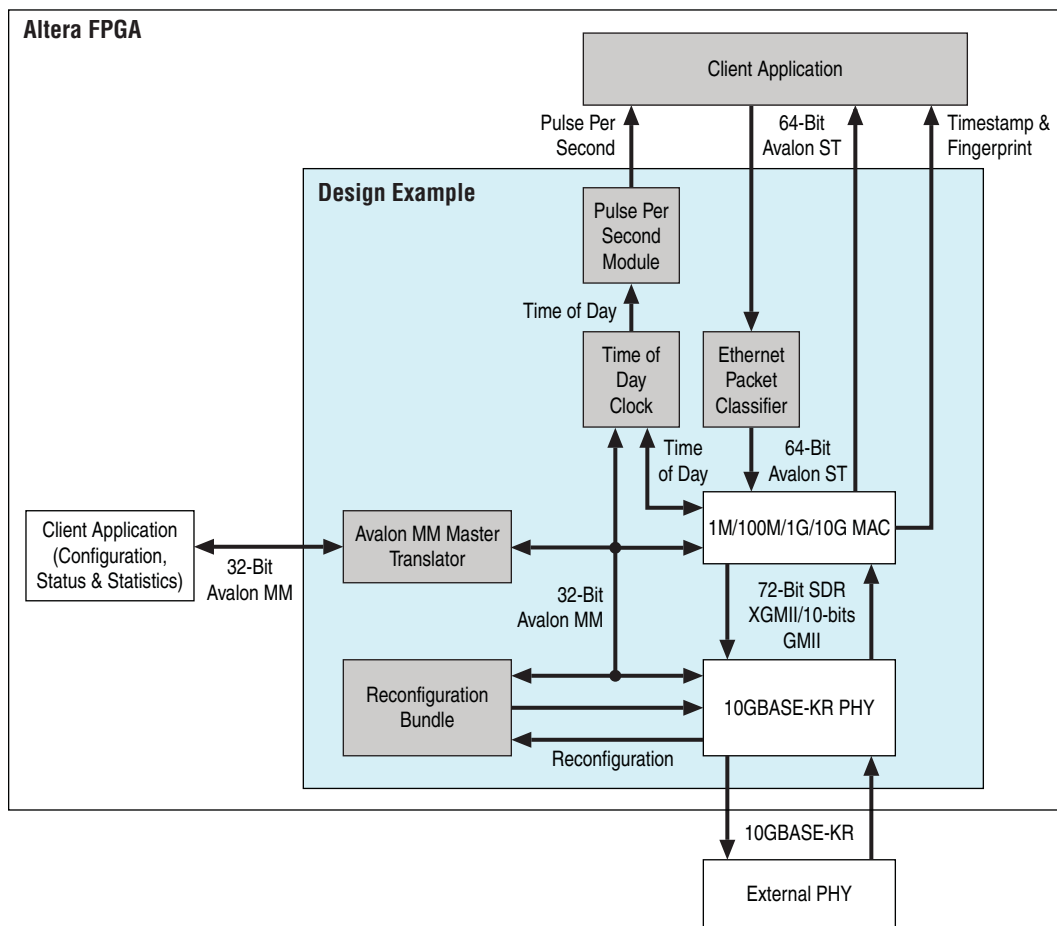 Altera FPGA
Client Application
Pulse Per
Second
64-Bit
Avalon ST
Timestamp &
Fingerprint
Design Example
Pulse Per
Second
Module
Time of Day
Time of
Day
Clock
Ethernet
Packet
Classifier
Time
of Day
64-Bit
Avalon ST
Client Application
(Configuration,
Status & Statistics)
32-Bit
Avalon MM
Avalon MM Master
Translator
1M/100M/1G/10G MAC
32-Bit
Avalon MM
72-Bit SDR
XGMII/10-bits
GMII
Reconfiguration
Bundle
10GBASE-KR PHY
Reconfiguration
10GBASE-KR
External PHY